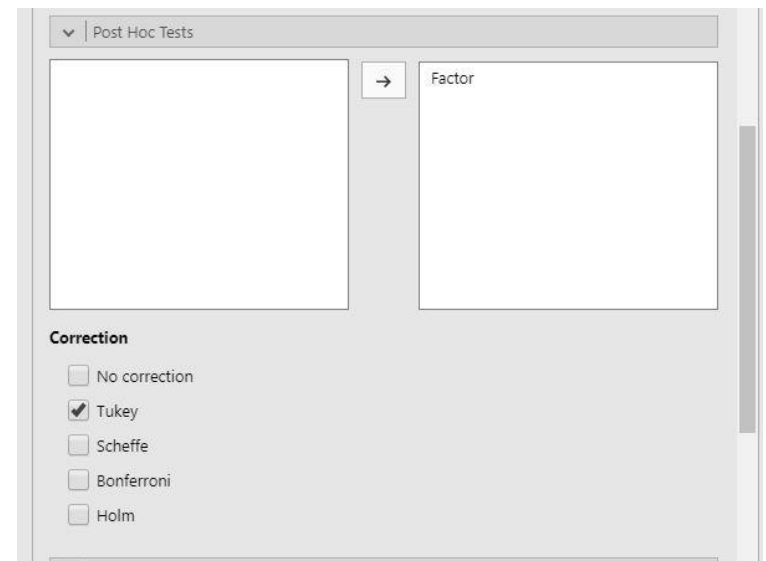 Post Hoc Tests
Factor
Correction
No correction
Tukey
Scheffe
Bonferroni
Holm